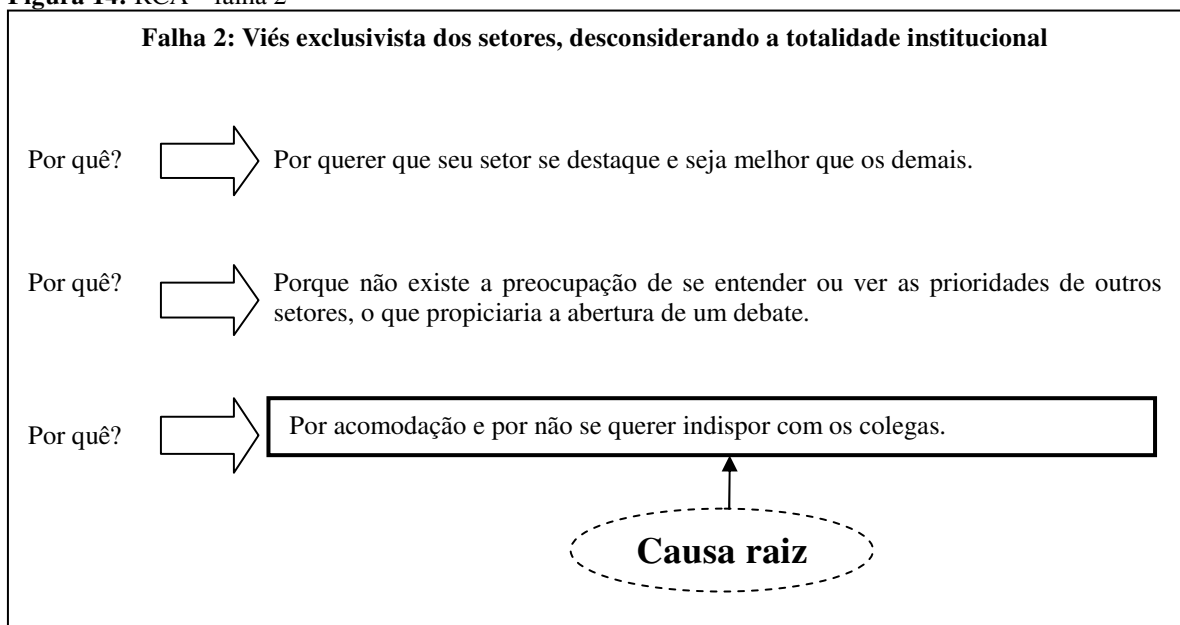 Figura 14: RCA – falha 2
Falha 2: Viés exclusivista dos setores, desconsiderando a totalidade institucional
Por quê? Por querer que seu setor se destaque e seja melhor que os demais.
Por quê? Porque não existe a preocupação de se entender ou ver as prioridades de outros
setores, o que propiciaria a abertura de um debate.
Por quê? Por acomodação e por não se querer indispor com os colegas.
Causa raiz